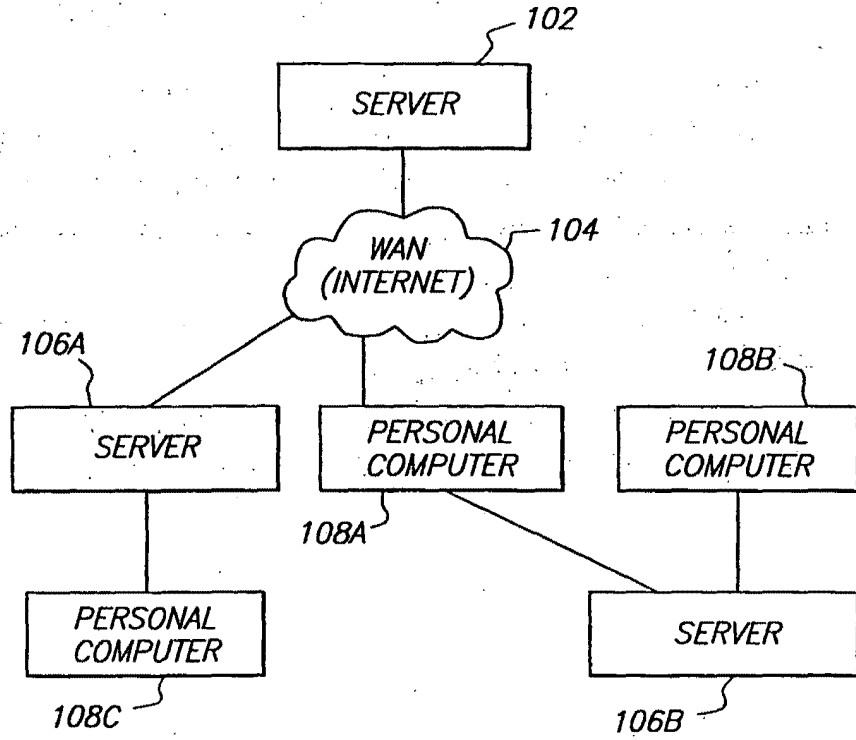 102
SERVER
WAN
(INTERNET)
104
106A
SERVER
PERSONAL
COMPUTER
108A
108B
PERSONAL
COMPUTER
PERSONAL
COMPUTER
108C
SERVER
106B